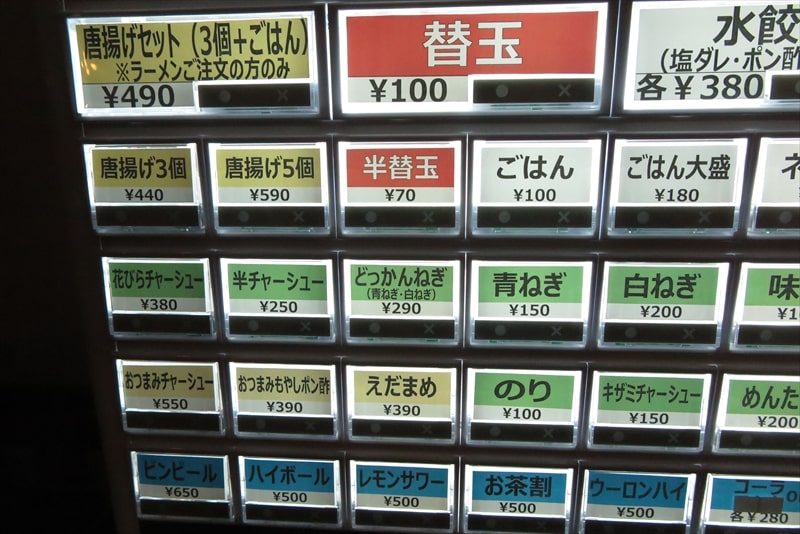 唐揚げセット（3個+ごはん）
※ラーメンご注文の方のみ
¥490
替玉
¥100
水餃
(塩ダレ・ポン酢
各¥380
唐揚げ3個
¥440
唐揚げ5個
¥590
半替玉
¥70
ごはん
¥100
ごはん大盛
¥180
花びらチャーシュー
¥380
半チャーシュー
¥250
どっかんねぎ
(青ねぎ・白ねぎ)
¥290
青ねぎ
¥150
白ねぎ
¥200
味
おつまみチャーシュー
¥550
おつまみもやしポン酢
¥390
えだまめ
¥390
のり
¥100
キザミチャーシュー
¥150
めんた
¥200
ビンビール
¥650
ハイボール
¥500
レモンサワー
¥500
お茶割
¥500
ウーロンハイ
¥500
コーラ
各¥280